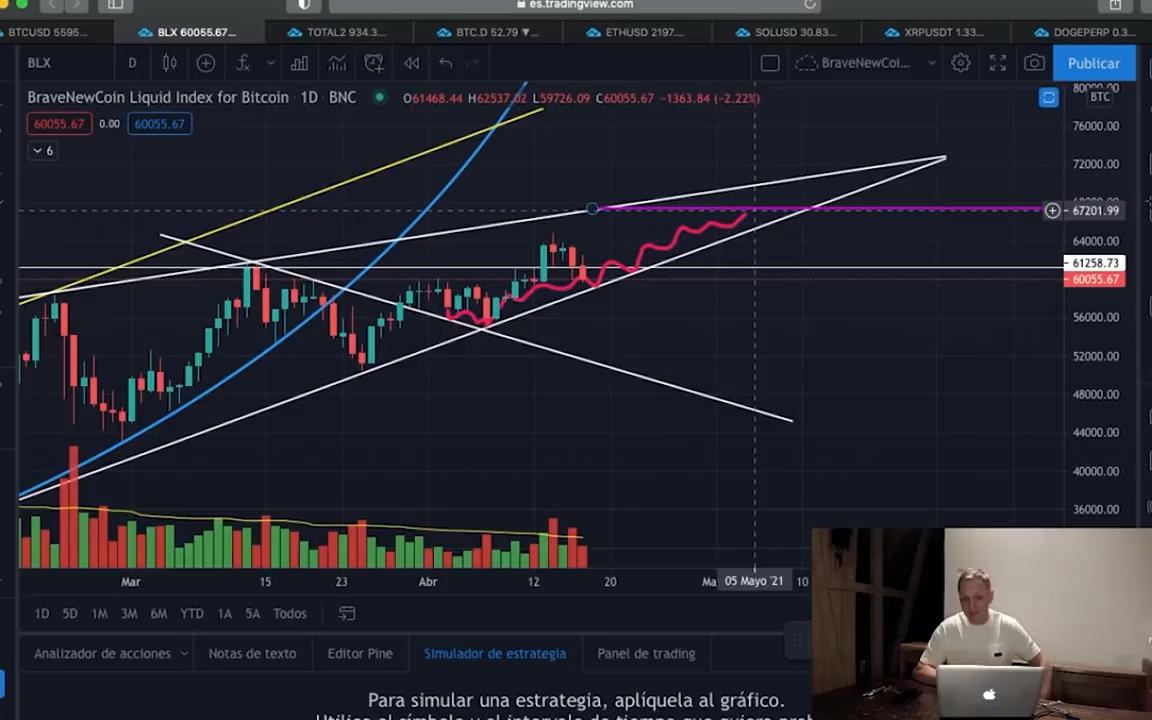 es.tradingview.com
BTCUSD 5595... BLX 60055.67... TOTAL2 934.3... BTC.D 52.79 ▼... ETHUSD 2197.... SOLUSD 30.83... XRPUSDT 1.33... DOGEPERP 0.3...
BLX D BraveNewCoi... Publicar
BraveNewCoin Liquid Index for Bitcoin · 1D · BNC O61468.44 H62537.02 L59726.09 C60055.67 −1363.84 (−2.22%)
BTC
60055.67 0.00 60055.67
6
80000.00
76000.00
72000.00
67201.99
64000.00
61258.73
60055.67
56000.00
52000.00
48000.00
44000.00
40000.00
36000.00
Mar 15 23 Abr 12 20 05 Mayo '21 10
1D 5D 1M 3M 6M YTD 1A 5A Todos
Analizador de acciones Notas de texto Editor Pine Simulador de estrategia Panel de trading
Para simular una estrategia, aplíquela al gráfico.